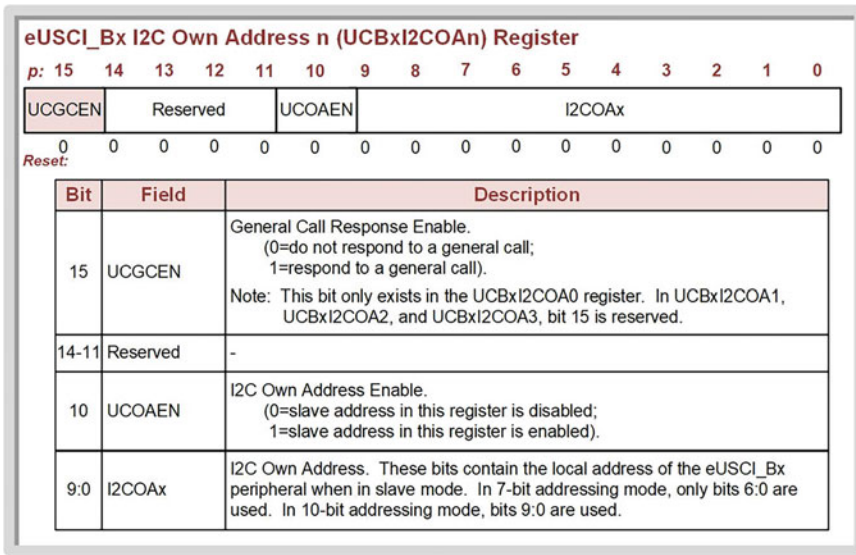 eUSCI_Bx I2C Own Address n (UCBxI2COAn) Register
p: 15 14 13 12 11 10 9 8 7 6 5 4 3 2 1 0
UCGCEN Reserved UCOAEN I2COAx
0 0 0 0 0 0 0 0 0 0 0 0 0 0 0 0
Reset:
Bit Field Description
General Call Response Enable.
(0=do not respond to a general call;
15 UCGCEN 1=respond to a general call).
Note: This bit only exists in the UCBxI2COA0 register. In UCBxI2COA1,
UCBxI2COA2, and UCBxI2COA3, bit 15 is reserved.
14-11 Reserved -
I2C Own Address Enable.
10 UCOAEN (0=slave address in this register is disabled;
1=slave address in this register is enabled).
I2C Own Address. These bits contain the local address of the eUSCI_Bx
9:0 I2COAx peripheral when in slave mode. In 7-bit addressing mode, only bits 6:0 are
used. In 10-bit addressing mode, bits 9:0 are used.